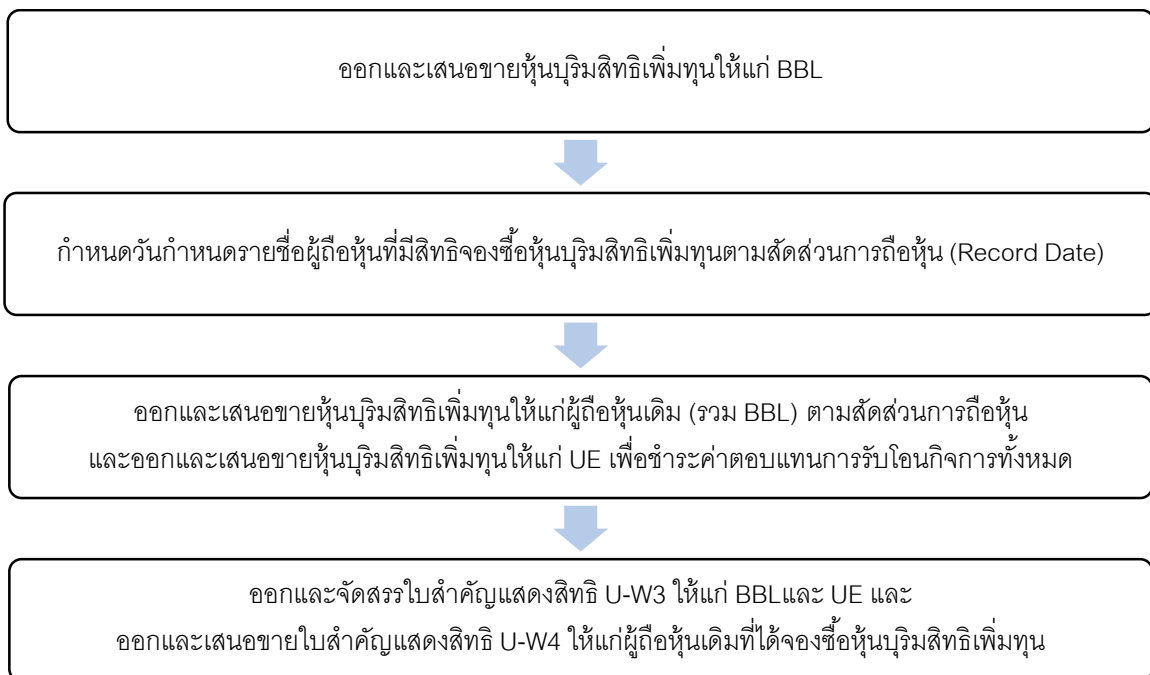 ออกและเสนอขายหุ้นบุริมสิทธิเพิ่มทุนให้แก่ BBL
กำหนดวันกำหนดรายชื่อผู้ถือหุ้นที่มีสิทธิจองซื้อหุ้นบุริมสิทธิเพิ่มทุนตามสัดส่วนการถือหุ้น (Record Date)
ออกและเสนอขายหุ้นบุริมสิทธิเพิ่มทุนให้แก่ผู้ถือหุ้นเดิม (รวม BBL) ตามสัดส่วนการถือหุ้น
และออกและเสนอขายหุ้นบุริมสิทธิเพิ่มทุนให้แก่ UE เพื่อชำระค่าตอบแทนการรับโอนกิจการทั้งหมด
ออกและจัดสรรใบสำคัญแสดงสิทธิ U-W3 ให้แก่ BBLและ UE และ
ออกและเสนอขายใบสำคัญแสดงสิทธิ U-W4 ให้แก่ผู้ถือหุ้นเดิมที่ได้จองซื้อหุ้นบุริมสิทธิเพิ่มทุน